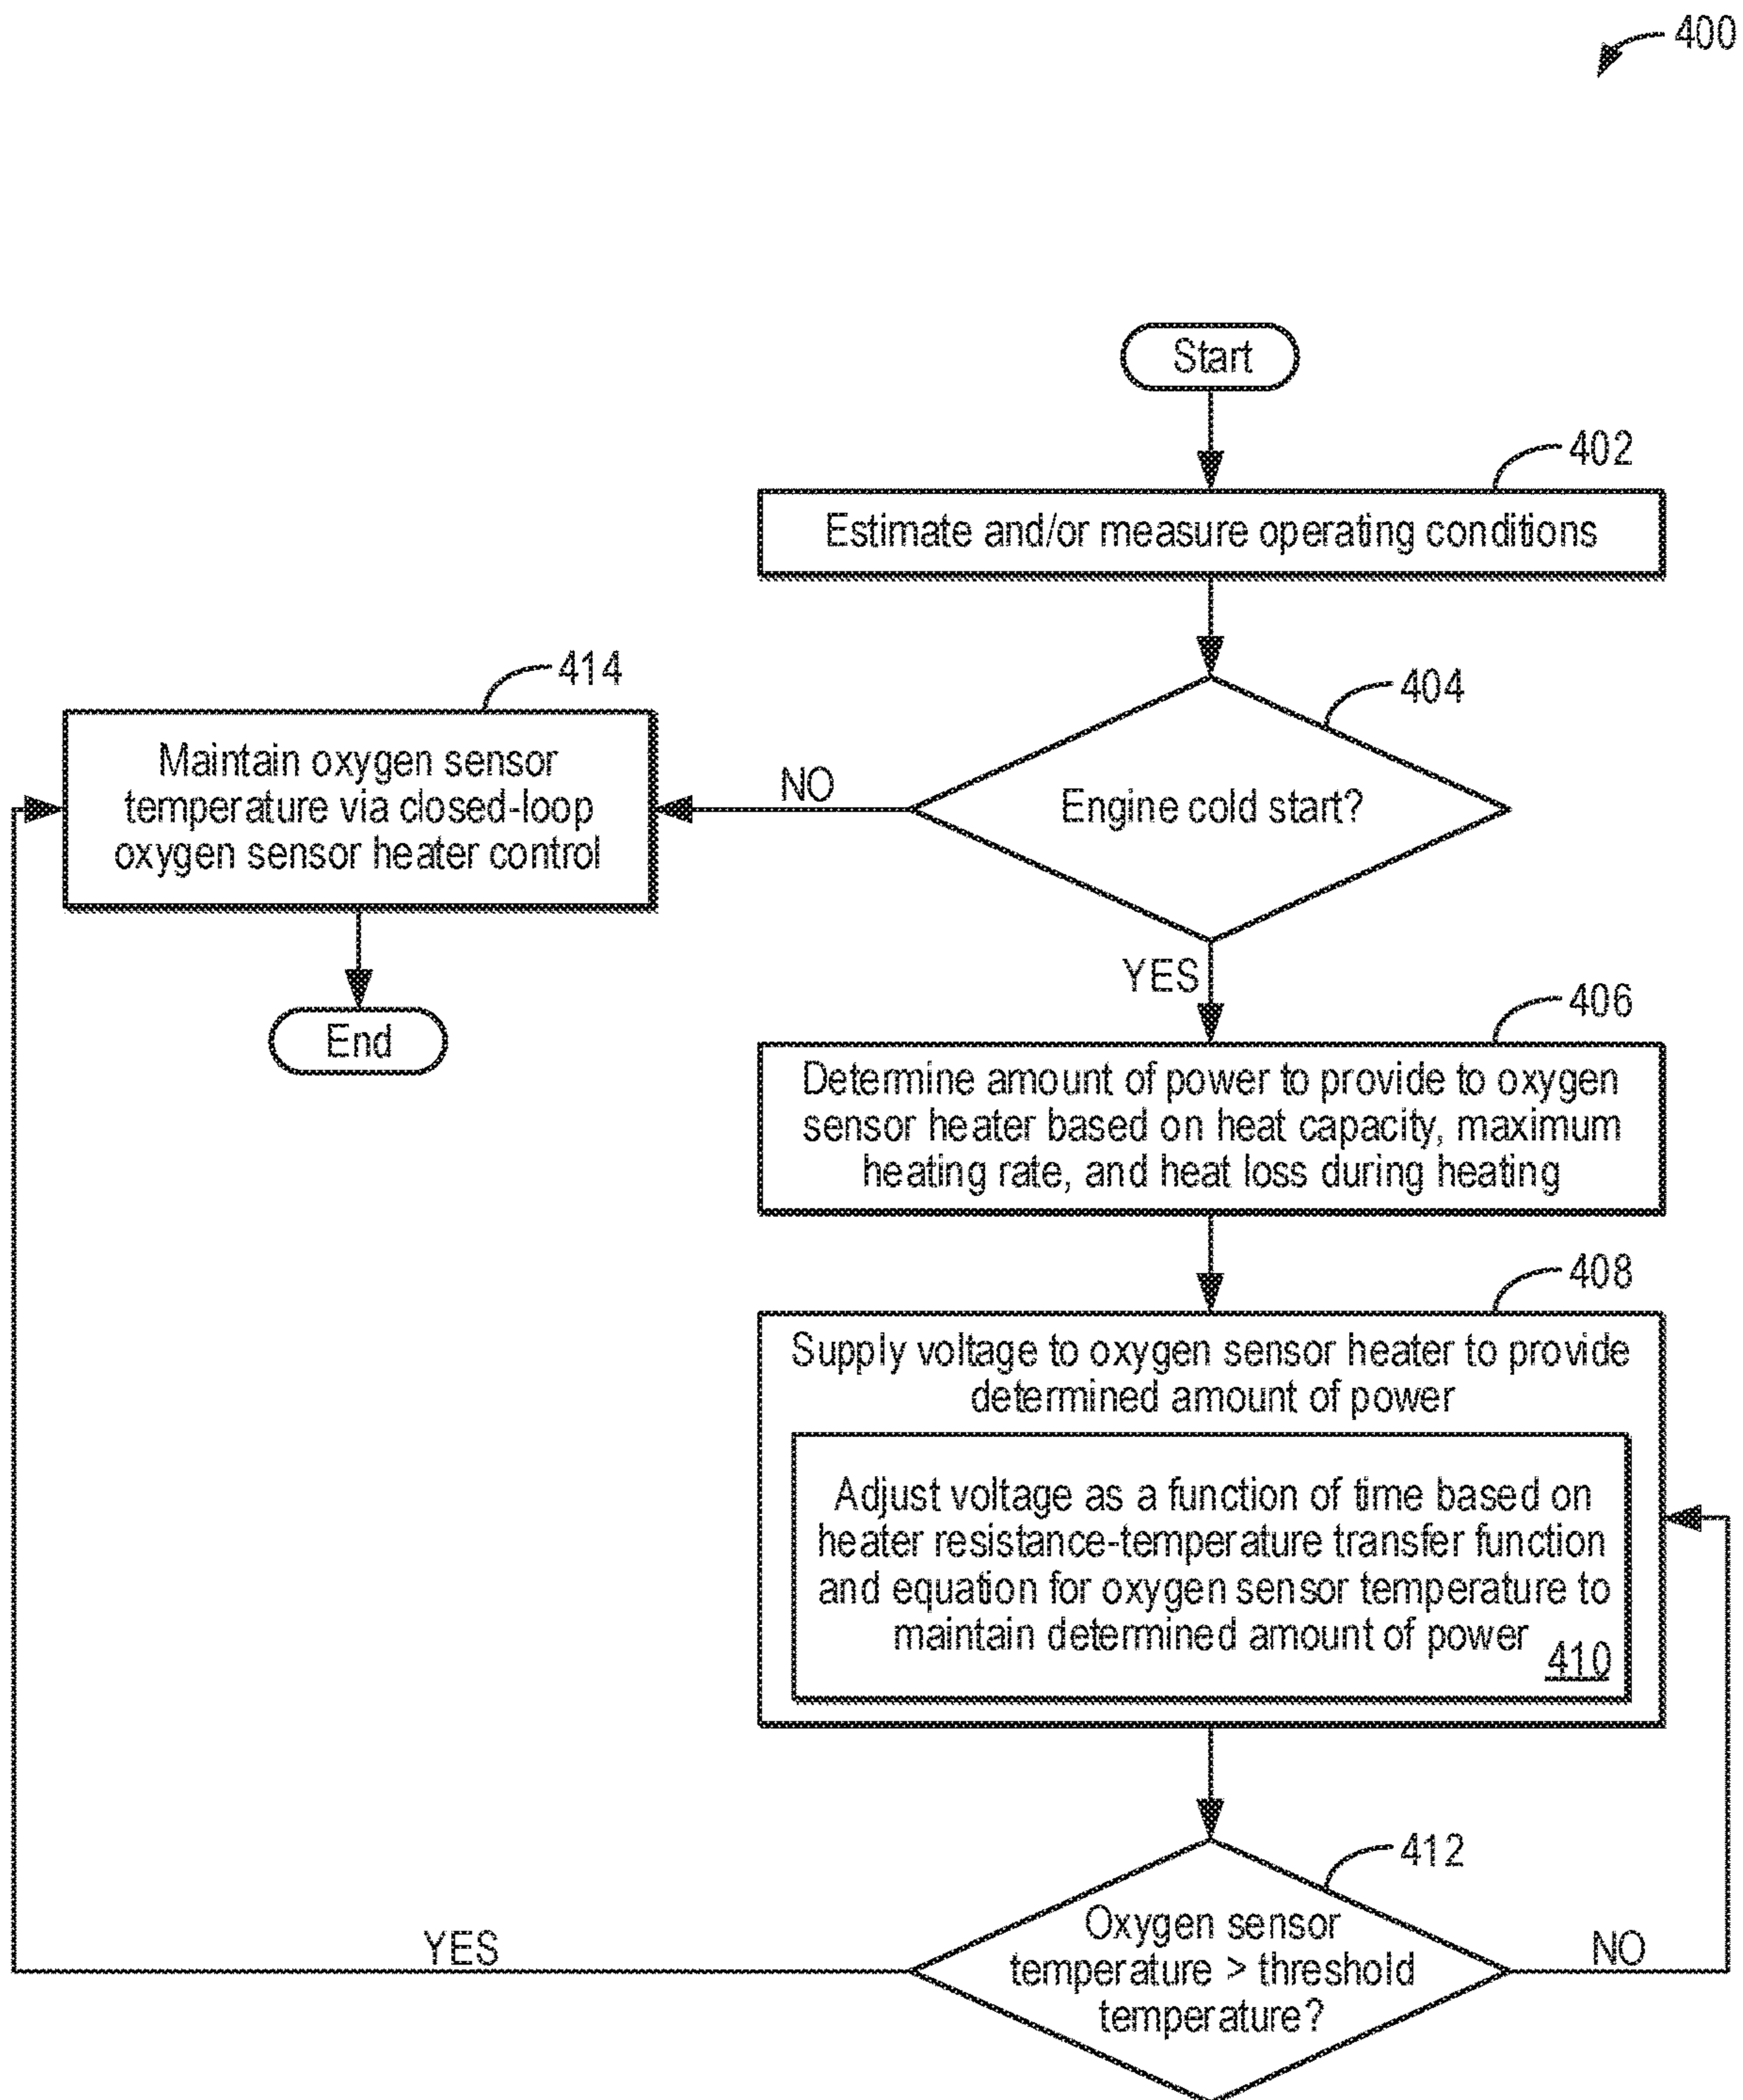 400
Start
402
Estimate and/or measure operating conditions
414
404
Maintain oxygen sensor
temperature via closed-loop
oxygen sensor heater control
NO
Engine cold start?
YES
End
406
Determine amount of power to provide to oxygen
sensor heater based on heat capacity, maximum
heating rate, and heat loss during heating
408
Supply voltage to oxygen sensor heater to provide
determined amount of power
Adjust voltage as a function of time based on
heater resistance-temperature transfer function
and equation for oxygen sensor temperature to
maintain determined amount of power
410
412
YES
Oxygen sensor
temperature > threshold
temperature?
NO